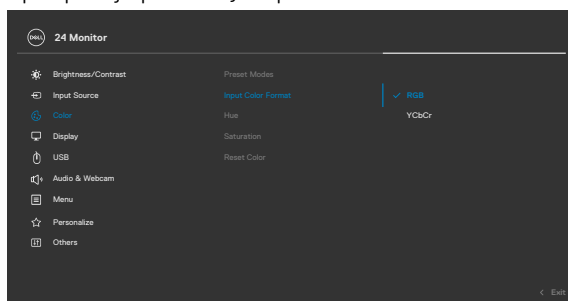 DELL 24 Monitor
Brightness/Contrast Preset Modes
Input Source Input Color Format ✓ RGB
Color Hue YCbCr
Display Saturation
USB Reset Color
Audio & Webcam
Menu
Personalize
Others
< Exit